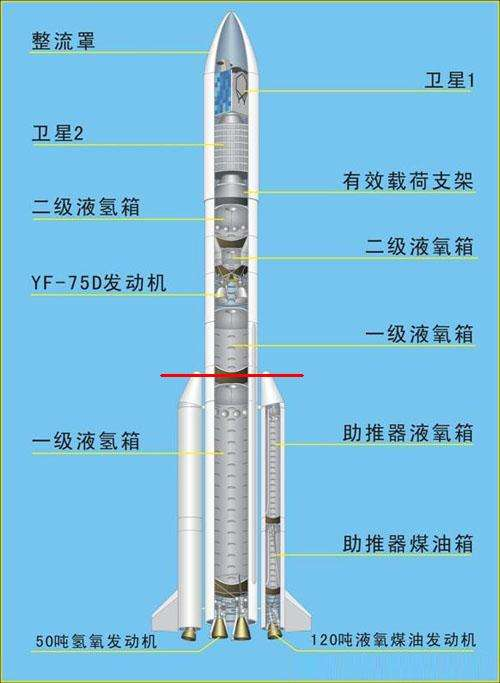 整流罩
卫星1
卫星2
有效载荷支架
二级液氢箱
二级液氧箱
YF-75D发动机
一级液氧箱
一级液氢箱
助推器液氧箱
助推器煤油箱
50吨氢氧发动机
120吨液氧煤油发动机